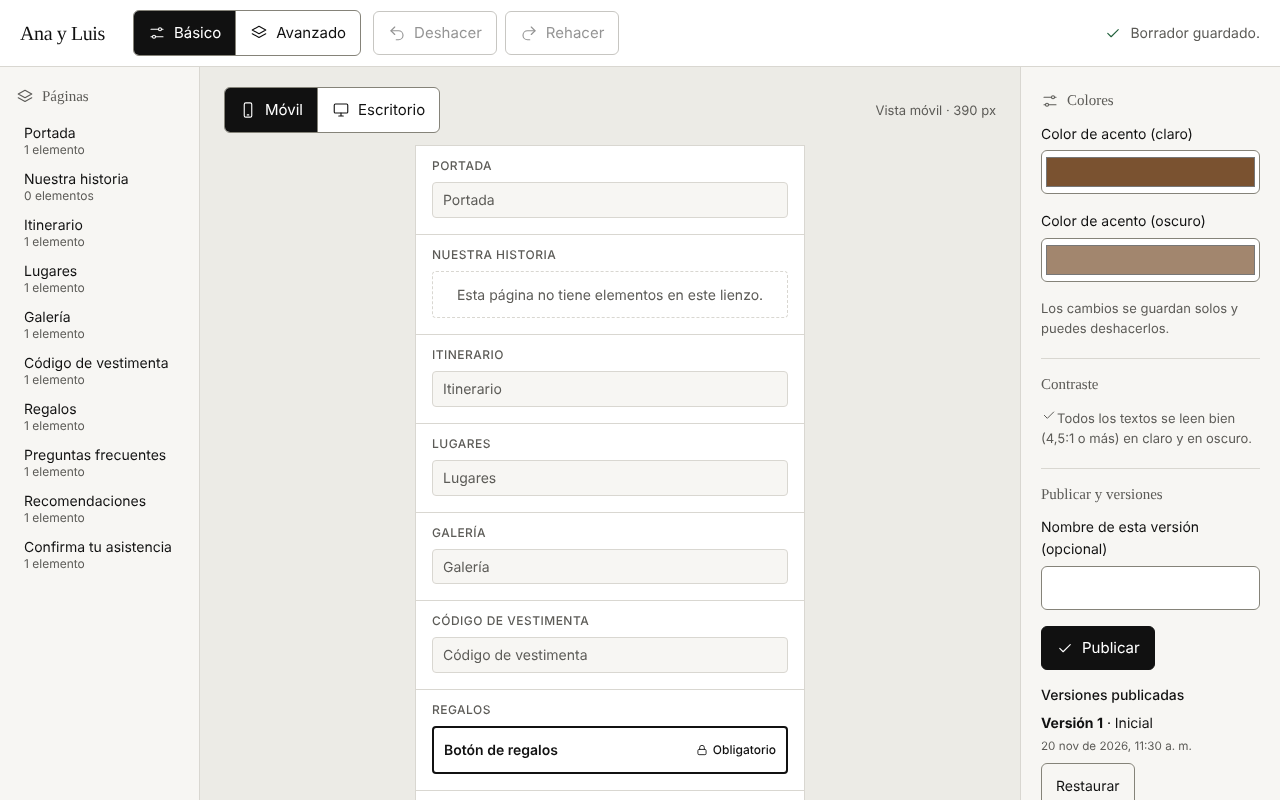 Ana y Luis
Básico
Avanzado
Deshacer
Rehacer
Borrador guardado.
Páginas
Portada
1 elemento
Nuestra historia
0 elementos
Itinerario
1 elemento
Lugares
1 elemento
Galería
1 elemento
Código de vestimenta
1 elemento
Regalos
1 elemento
Preguntas frecuentes
1 elemento
Recomendaciones
1 elemento
Confirma tu asistencia
1 elemento
Móvil
Escritorio
Vista móvil · 390 px
PORTADA
Portada
NUESTRA HISTORIA
Esta página no tiene elementos en este lienzo.
ITINERARIO
Itinerario
LUGARES
Lugares
GALERÍA
Galería
CÓDIGO DE VESTIMENTA
Código de vestimenta
REGALOS
Botón de regalos
Obligatorio
Colores
Color de acento (claro)
Color de acento (oscuro)
Los cambios se guardan solos y
puedes deshacerlos.
Contraste
Todos los textos se leen bien
(4,5:1 o más) en claro y en oscuro.
Publicar y versiones
Nombre de esta versión
(opcional)
Publicar
Versiones publicadas
Versión 1 · Inicial
20 nov de 2026, 11:30 a. m.
Restaurar